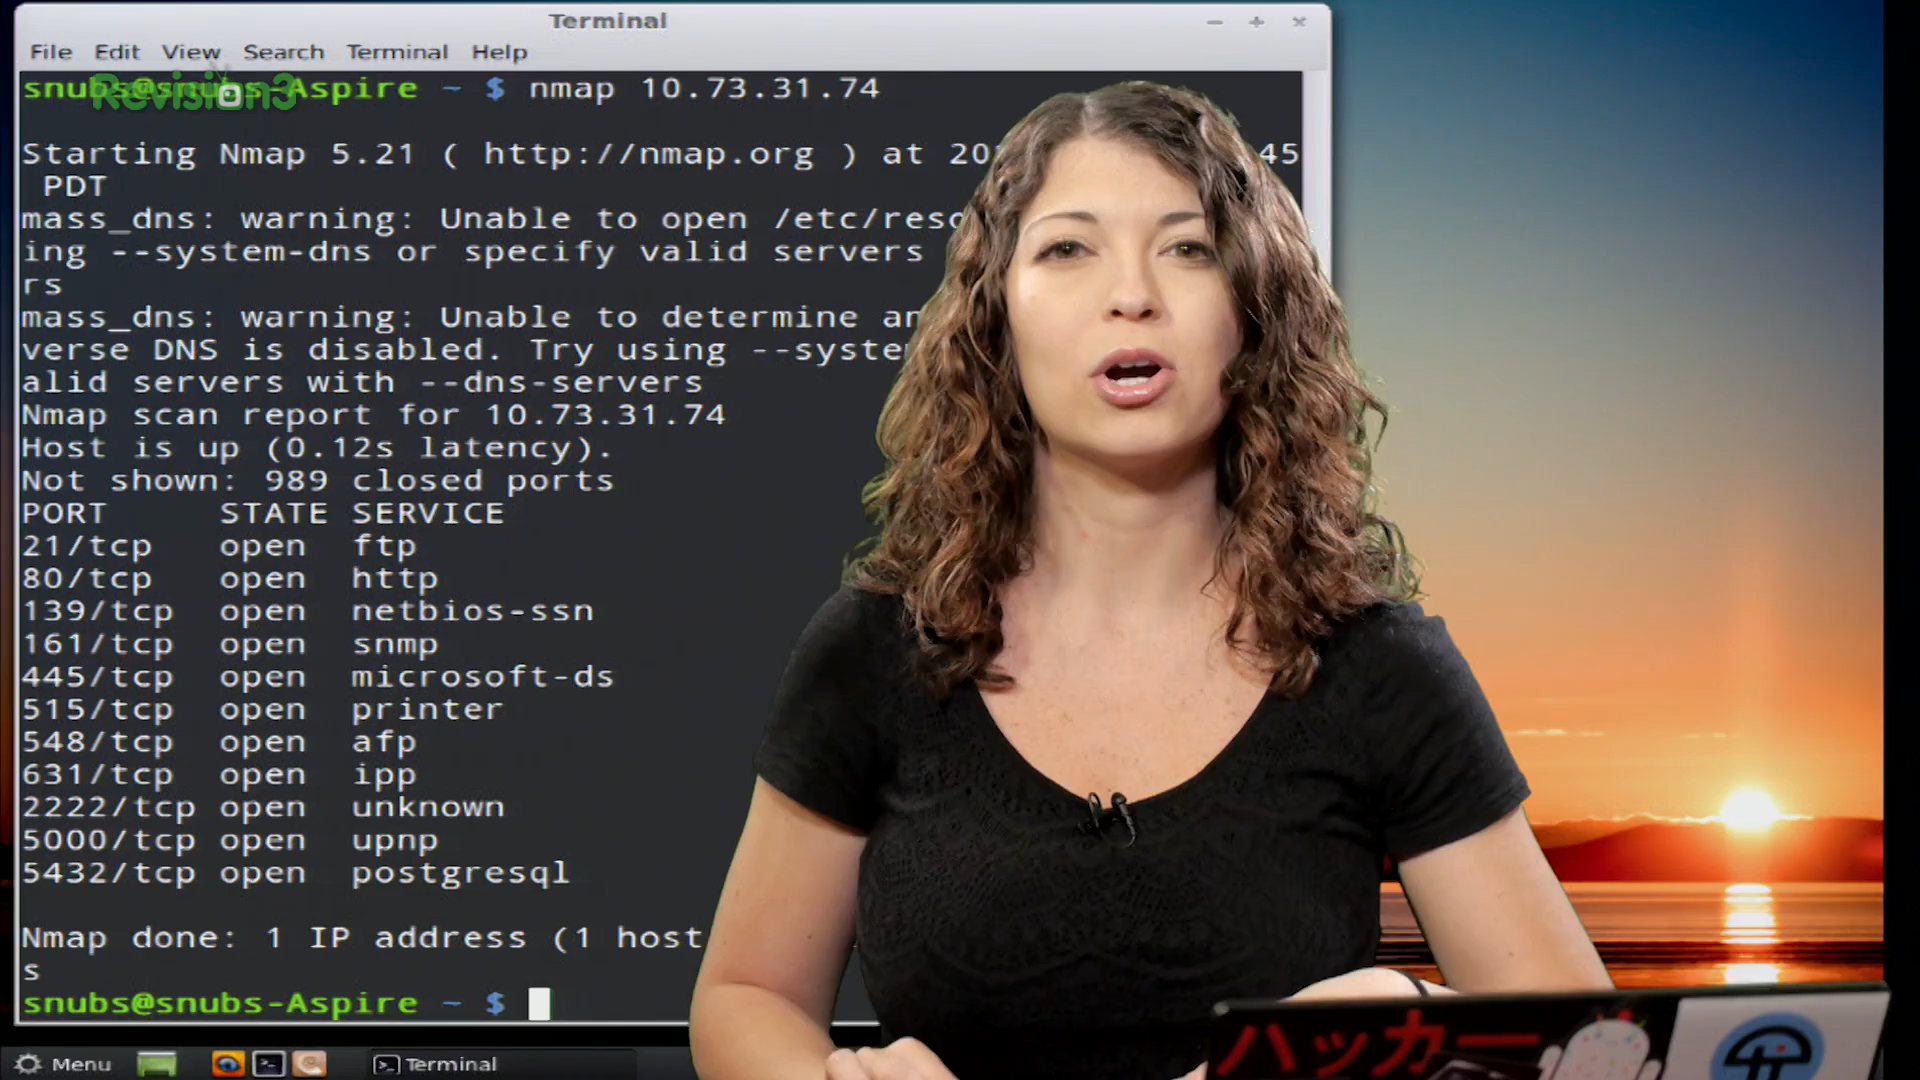 Terminal
File Edit View Search Terminal Help
Revision3
snubs@snubs-Aspire ~ $ nmap 10.73.31.74
Starting Nmap 5.21 ( http://nmap.org ) at 20 45
PDT
mass_dns: warning: Unable to open /etc/reso
ing --system-dns or specify valid servers
rs
mass_dns: warning: Unable to determine an
verse DNS is disabled. Try using --syste
alid servers with --dns-servers
Nmap scan report for 10.73.31.74
Host is up (0.12s latency).
Not shown: 989 closed ports
PORT STATE SERVICE
21/tcp open ftp
80/tcp open http
139/tcp open netbios-ssn
161/tcp open snmp
445/tcp open microsoft-ds
515/tcp open printer
548/tcp open afp
631/tcp open ipp
2222/tcp open unknown
5000/tcp open upnp
5432/tcp open postgresql
Nmap done: 1 IP address (1 host
s
snubs@snubs-Aspire ~ $
Menu Terminal
ハッカー